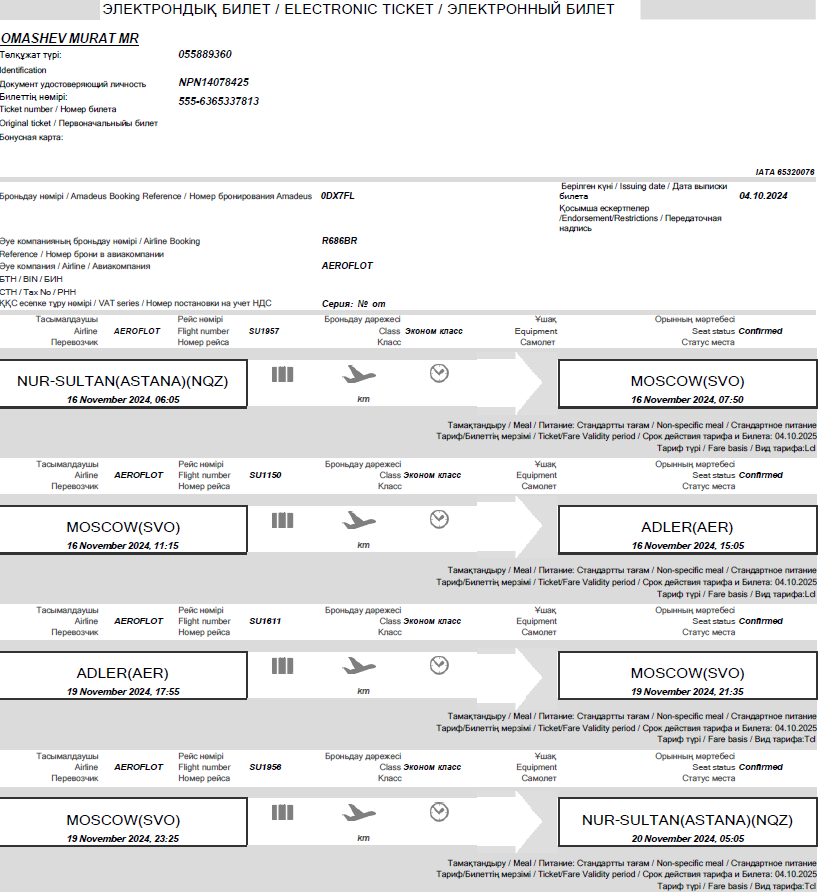 ЭЛЕКТРОНДЫҚ БИЛЕТ / ELECTRONIC TICKET / ЭЛЕКТРОННЫЙ БИЛЕТ
OMASHEV MURAT MR
Төлқұжат түрі: 055889360
Identification
Документ удостоверяющий личность NPN14078425
Билеттің нөмірі: 555-6365337813
Ticket number / Номер билета
Original ticket / Первоначальныы билет
Бонусная карта:
IATA 65320076
Броньдау нөмірі / Amadeus Booking Reference / Номер бронирования Amadeus 0DX7FL
Берілген күні / Issuing date / Дата выписки
билета 04.10.2024
Қосымша ескертпелер
/Endorsement/Restrictions / Передаточная
надпись
Әуе компанияның броньдау нөмірі / Airline Booking R686BR
Reference / Номер брони в авиакомпании
Әуе компания / Airline / Авиакомпания AEROFLOT
БТН / BIN / БИН
СТН / Tax No / РНН
ҚҚС есепке тұру нөмірі / VAT series / Номер постановки на учет НДС Серия: № от
Тасымалдаушы Рейс нөмірі Броньдау дәрежесі Ұшақ Орынның мәртебесі
Airline AEROFLOT Flight number SU1957 Class Эконом класс Equipment Seat status Confirmed
Перевозчик Номер рейса Класс Самолет Статус места
NUR-SULTAN(ASTANA)(NQZ) MOSCOW(SVO)
16 November 2024, 06:05 km 16 November 2024, 07:50
Тамақтандыру / Meal / Питание: Стандартты тағам / Non-specific meal / Стандартное питание
Тариф/Билеттің мерзімі / Ticket/Fare Validity period / Срок действия тарифа и Билета: 04.10.2025
Тариф түрі / Fare basis / Вид тарифа:Lcl
Тасымалдаушы Рейс нөмірі Броньдау дәрежесі Ұшақ Орынның мәртебесі
Airline AEROFLOT Flight number SU1150 Class Эконом класс Equipment Seat status Confirmed
Перевозчик Номер рейса Класс Самолет Статус места
MOSCOW(SVO) ADLER(AER)
16 November 2024, 11:15 km 16 November 2024, 15:05
Тамақтандыру / Meal / Питание: Стандартты тағам / Non-specific meal / Стандартное питание
Тариф/Билеттің мерзімі / Ticket/Fare Validity period / Срок действия тарифа и Билета: 04.10.2025
Тариф түрі / Fare basis / Вид тарифа:Lcl
Тасымалдаушы Рейс нөмірі Броньдау дәрежесі Ұшақ Орынның мәртебесі
Airline AEROFLOT Flight number SU1611 Class Эконом класс Equipment Seat status Confirmed
Перевозчик Номер рейса Класс Самолет Статус места
ADLER(AER) MOSCOW(SVO)
19 November 2024, 17:55 km 19 November 2024, 21:35
Тамақтандыру / Meal / Питание: Стандартты тағам / Non-specific meal / Стандартное питание
Тариф/Билеттің мерзімі / Ticket/Fare Validity period / Срок действия тарифа и Билета: 04.10.2025
Тариф түрі / Fare basis / Вид тарифа:Tcl
Тасымалдаушы Рейс нөмірі Броньдау дәрежесі Ұшақ Орынның мәртебесі
Airline AEROFLOT Flight number SU1956 Class Эконом класс Equipment Seat status Confirmed
Перевозчик Номер рейса Класс Самолет Статус места
MOSCOW(SVO) NUR-SULTAN(ASTANA)(NQZ)
19 November 2024, 23:25 km 20 November 2024, 05:05
Тамақтандыру / Meal / Питание: Стандартты тағам / Non-specific meal / Стандартное питание
Тариф/Билеттің мерзімі / Ticket/Fare Validity period / Срок действия тарифа и Билета: 04.10.2025
Тариф түрі / Fare basis / Вид тарифа:Tcl